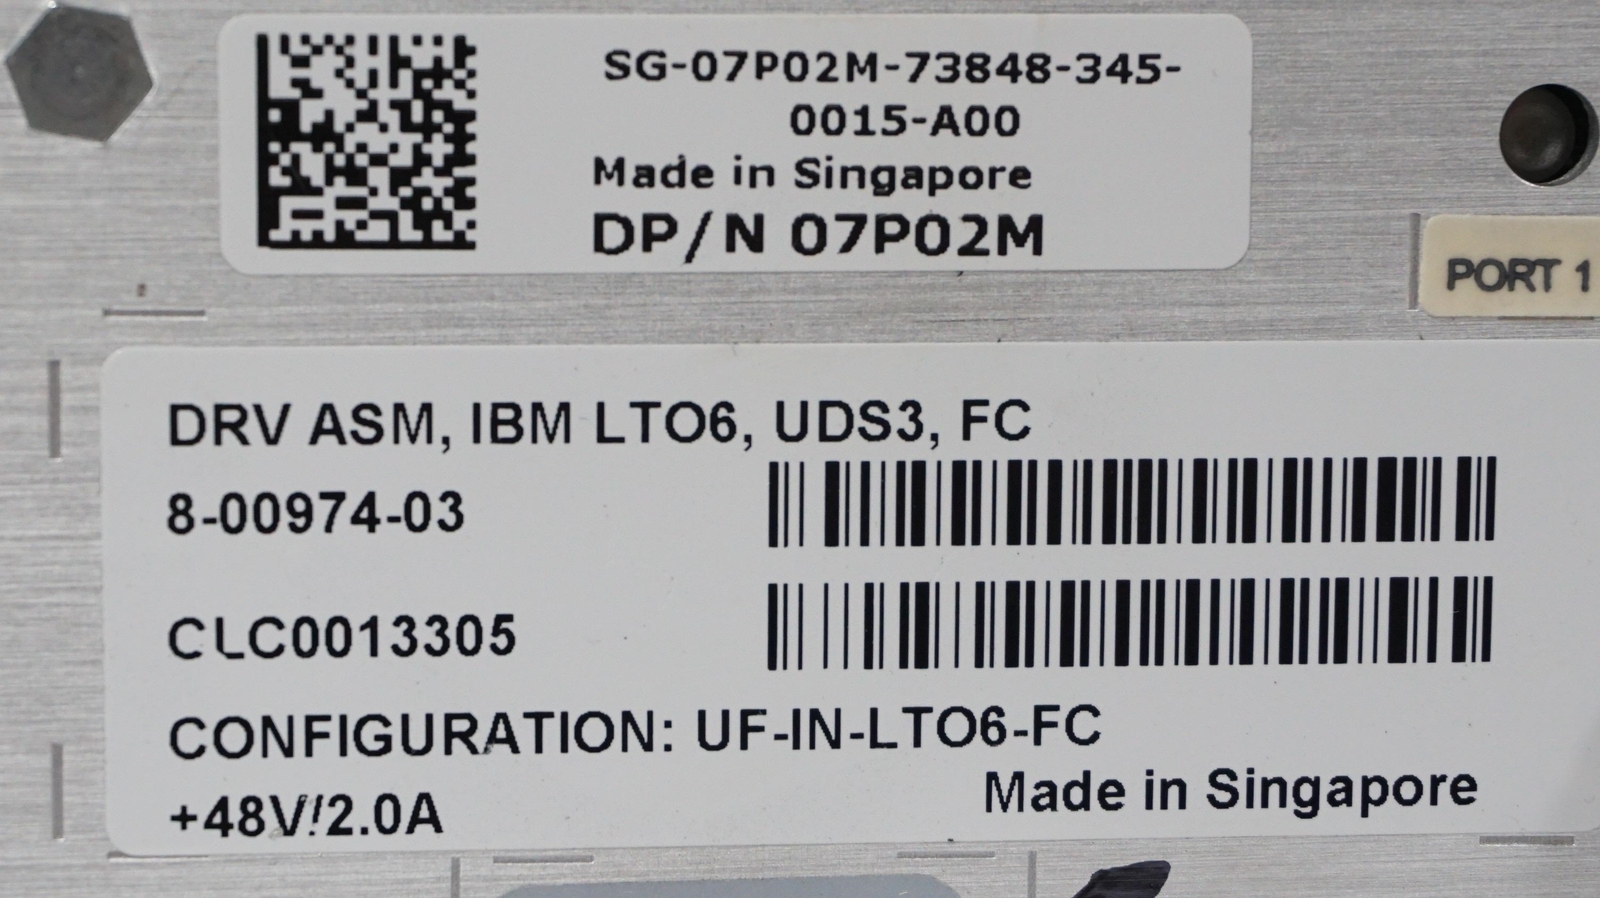 SG-07P02M-73848-345-
0015-A00
Made in Singapore
DP/N 07P02M
PORT 1
DRV ASM, IBM LTO6, UDS3, FC
8-00974-03
CLC0013305
CONFIGURATION: UF-IN-LTO6-FC
Made in Singapore
+48V/2.0A